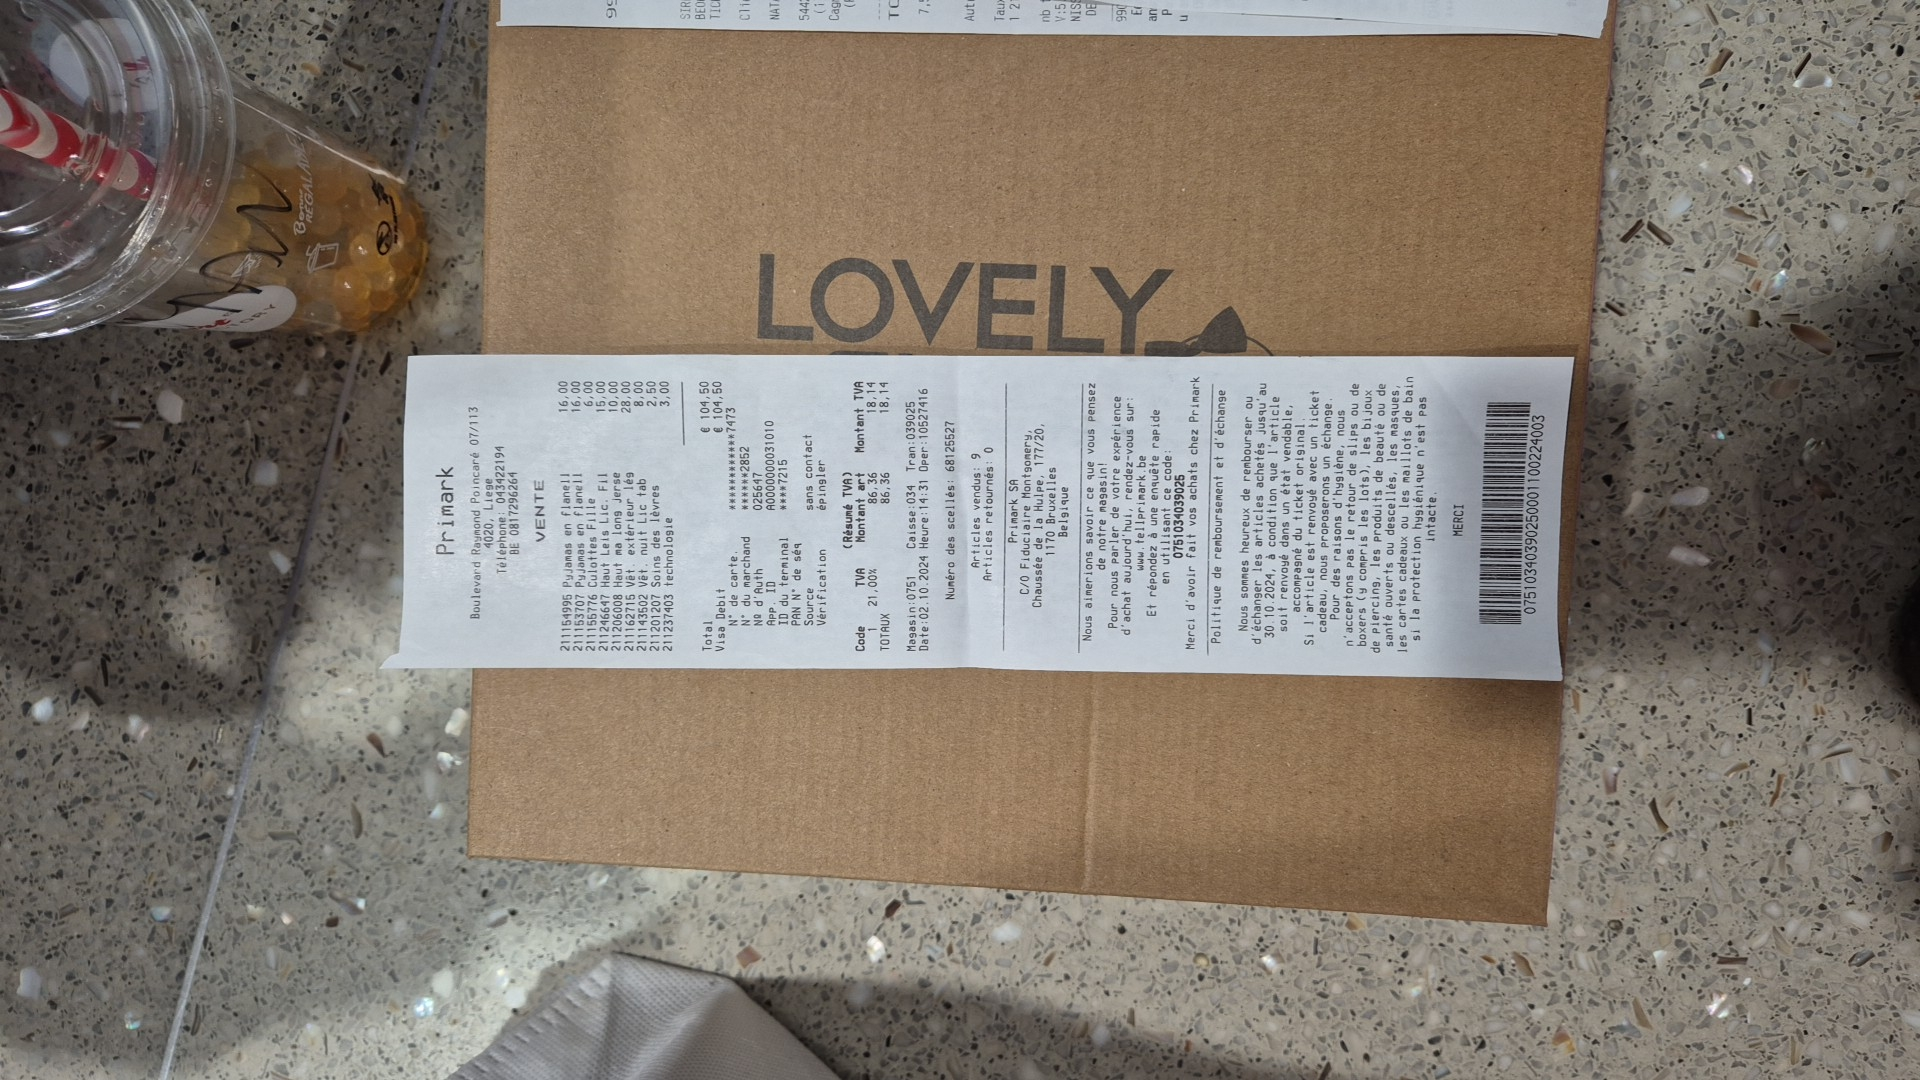 Primark
Boulevard Raymond Poincaré 07/113
4020, Liege
Téléphone 043422194
BE 0817296264
VENTE
211154995 Pyjamas en flanell 16,00
211153707 Pyjamas en flanell 16,00
211155776 Culottes Fille 6,00
211246647 Haut Leis Lic. Fil 15,00
211206008 Haut ma long jerse 10,00
211162715 Vêt. extérieur lég 28,00
211143502 Vêt. nuit Lic tab 8,00
211201207 Soins des lèvres 2,50
211237403 technologie 3,00
Total € 104,50
Visa Debit € 104,50
N° de carte. ************7473
N° du marchand *****2852
Nº d'Auth 025647
App. ID A0000000031010
ID du terminal ****7215
PAN N° de séq
Source sans contact
Vérification épingler
(Résumé TVA)
Code TVA Montant art Montant TVA
21,00% 86,36 18,14
TOTAUX 86,36 18,14
Magasin:0751 Caisse:034 Tran:039025
Date:02.10.2024 Heure:14:31 Oper:10527416
Numéro des scellés: 68125527
Articles vendus: 9
Articles retournés: 0
Primark SA
C/O Fiduciaire Montgomery,
Chaussée de la Hulpe, 177/20,
1170 Bruxelles
Belgique
Nous aimerions savoir ce que vous pensez
de notre magasin!
Pour nous parler de votre expérience
d'achat aujourd'hui, rendez-vous sur:
www.tellprimark.be
Et répondez à une enquête rapide
en utilisant ce code:
0751034039025
Merci d'avoir fait vos achats chez Primark
Politique de remboursement et d'échange
Nous sommes heureux de rembourser ou
d'échanger les articles achetés jusqu'au
30.10.2024, à condition que l'article
soit renvoyé dans un état vendable,
accompagné du ticket original.
Si l'article est renvoyé avec un ticket
cadeau, nous proposerons un échange.
Pour des raisons d'hygiène, nous
n'acceptons pas le retour de slips ou de
boxers (y compris les lots), les bijoux
de piercing, les produits de beauté ou de
santé ouverts ou descellés, les masques,
les cartes cadeaux ou les maillots de bain
si la protection hygiénique n'est pas
intacte.
MERCI
07510340390250001100224003
LOVELY